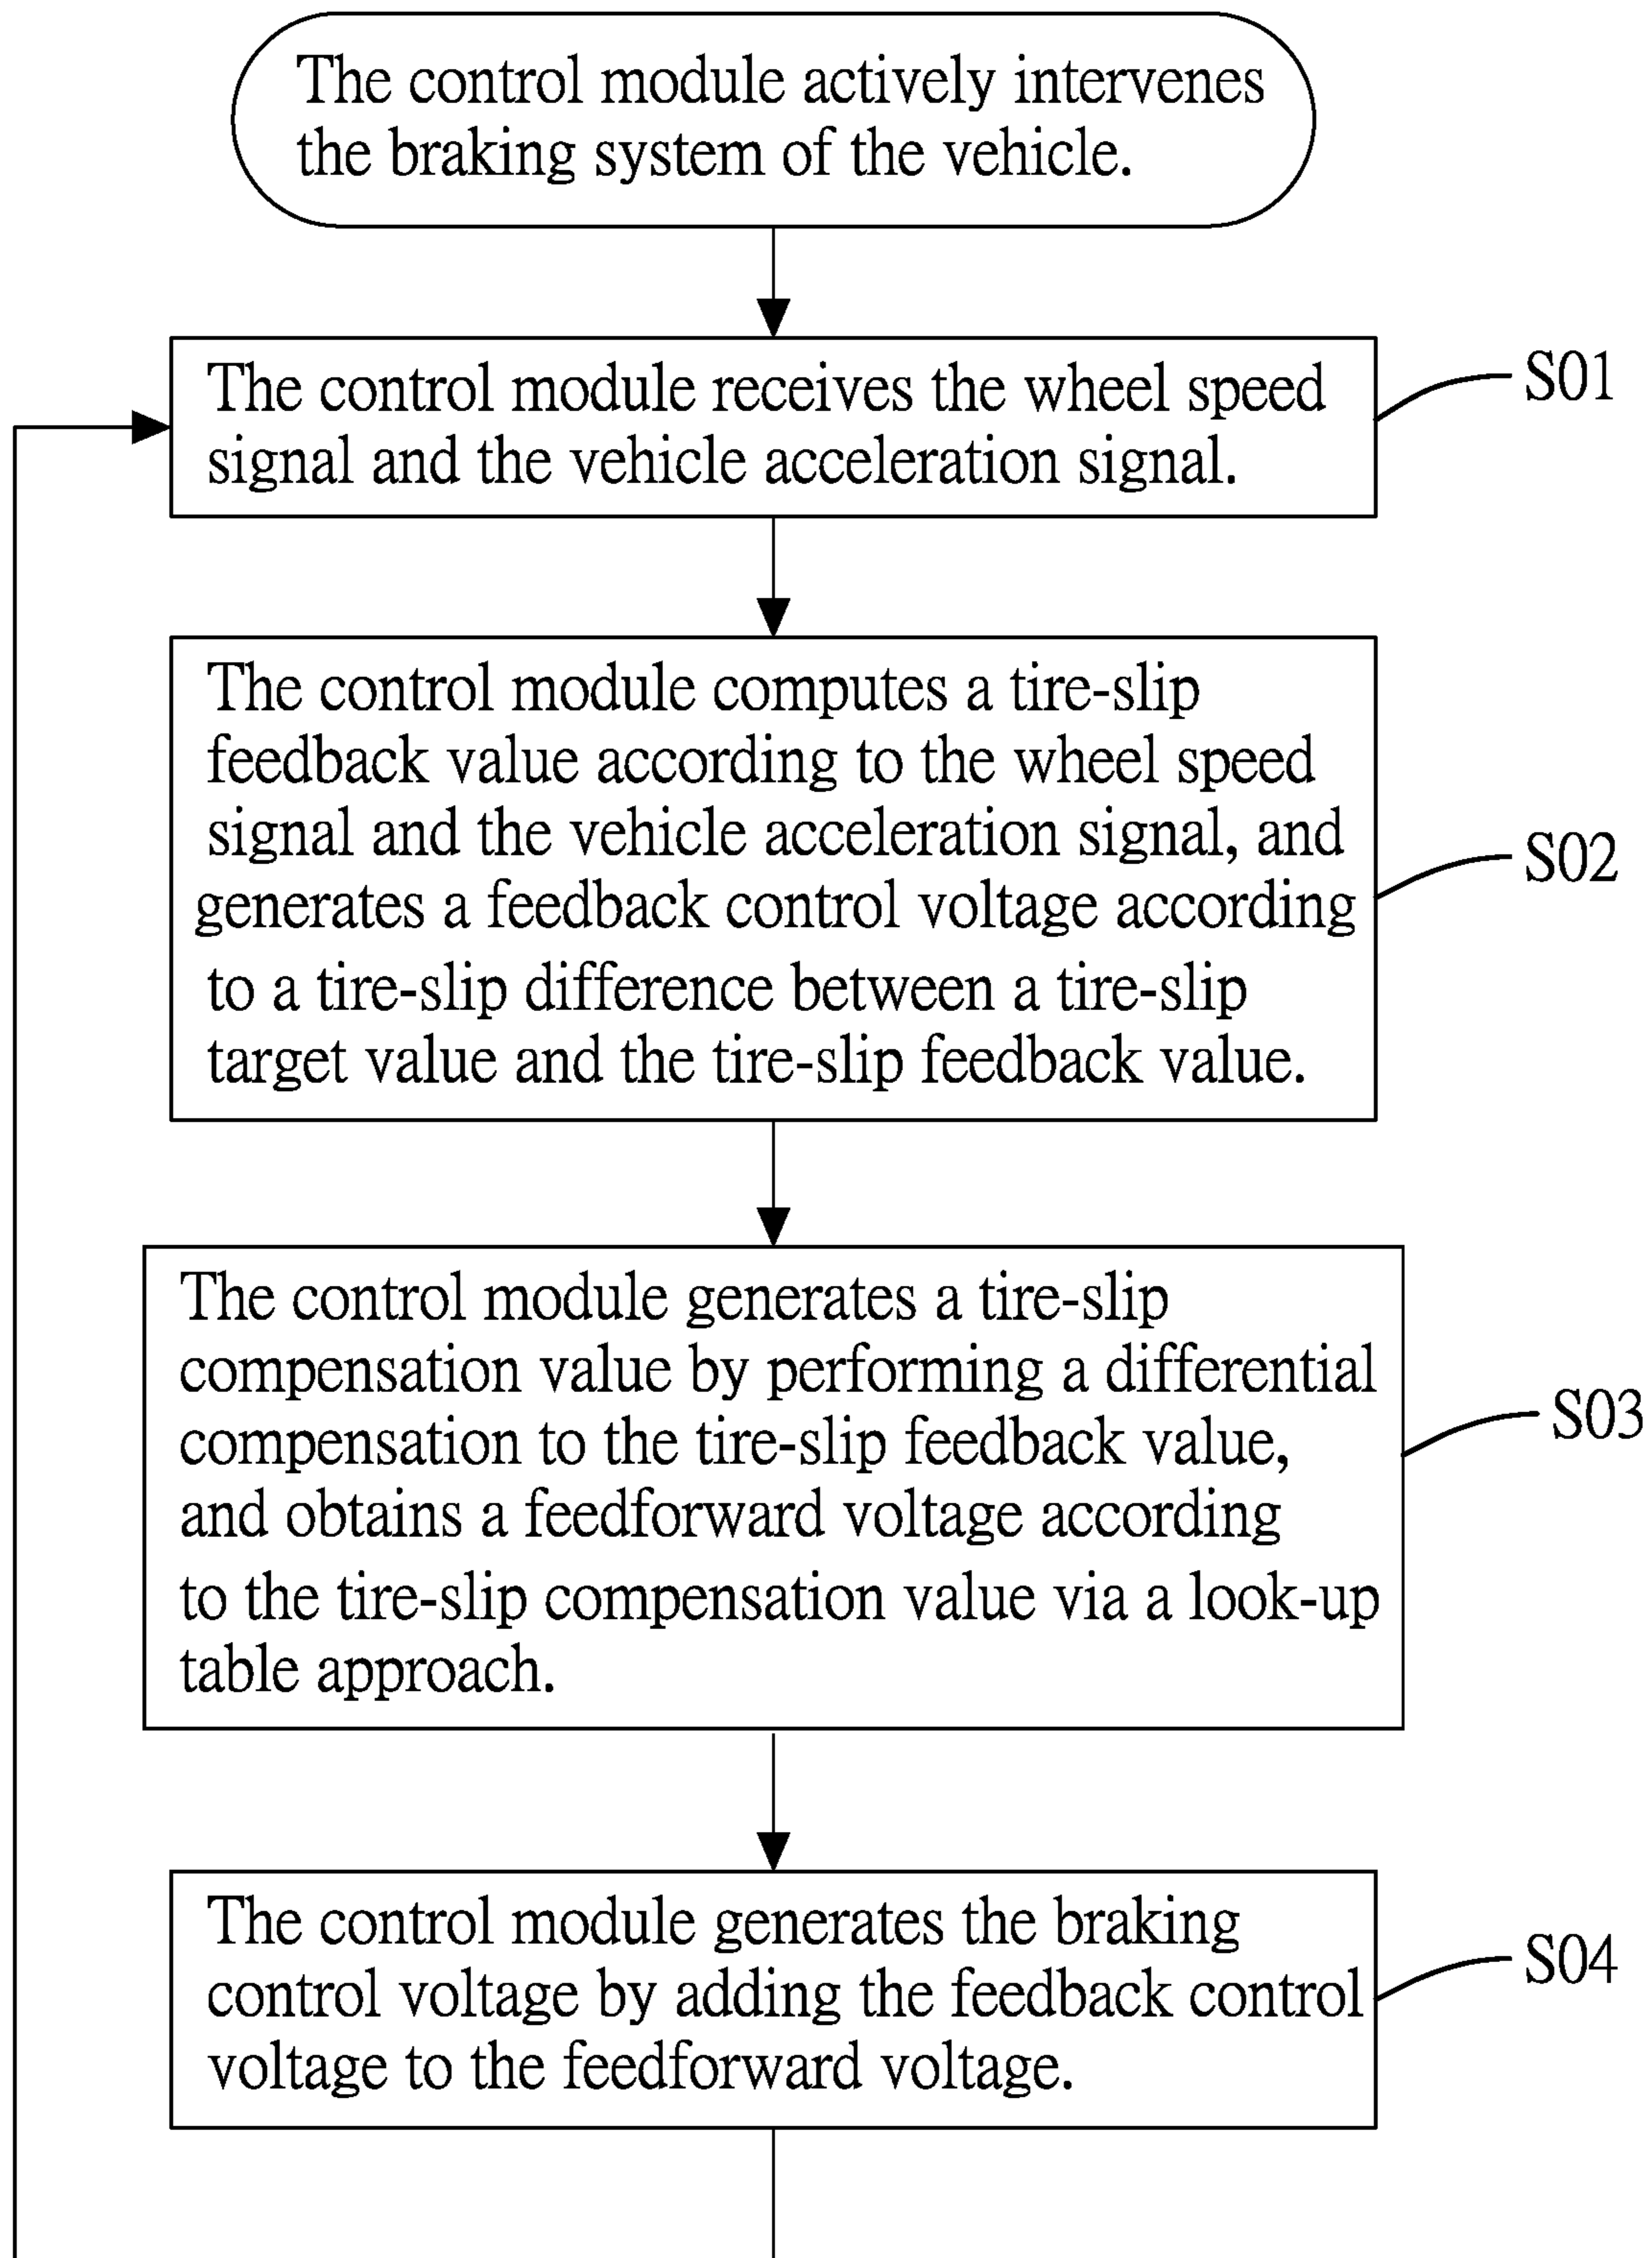 The control module actively intervenes
the braking system of the vehicle.
The control module receives the wheel speed
signal and the vehicle acceleration signal.
S01
The control module computes a tire-slip
feedback value according to the wheel speed
signal and the vehicle acceleration signal, and
generates a feedback control voltage according
to a tire-slip difference between a tire-slip
target value and the tire-slip feedback value.
S02
The control module generates a tire-slip
compensation value by performing a differential
compensation to the tire-slip feedback value,
and obtains a feedforward voltage according
to the tire-slip compensation value via a look-up
table approach.
S03
The control module generates the braking
control voltage by adding the feedback control
voltage to the feedforward voltage.
S04